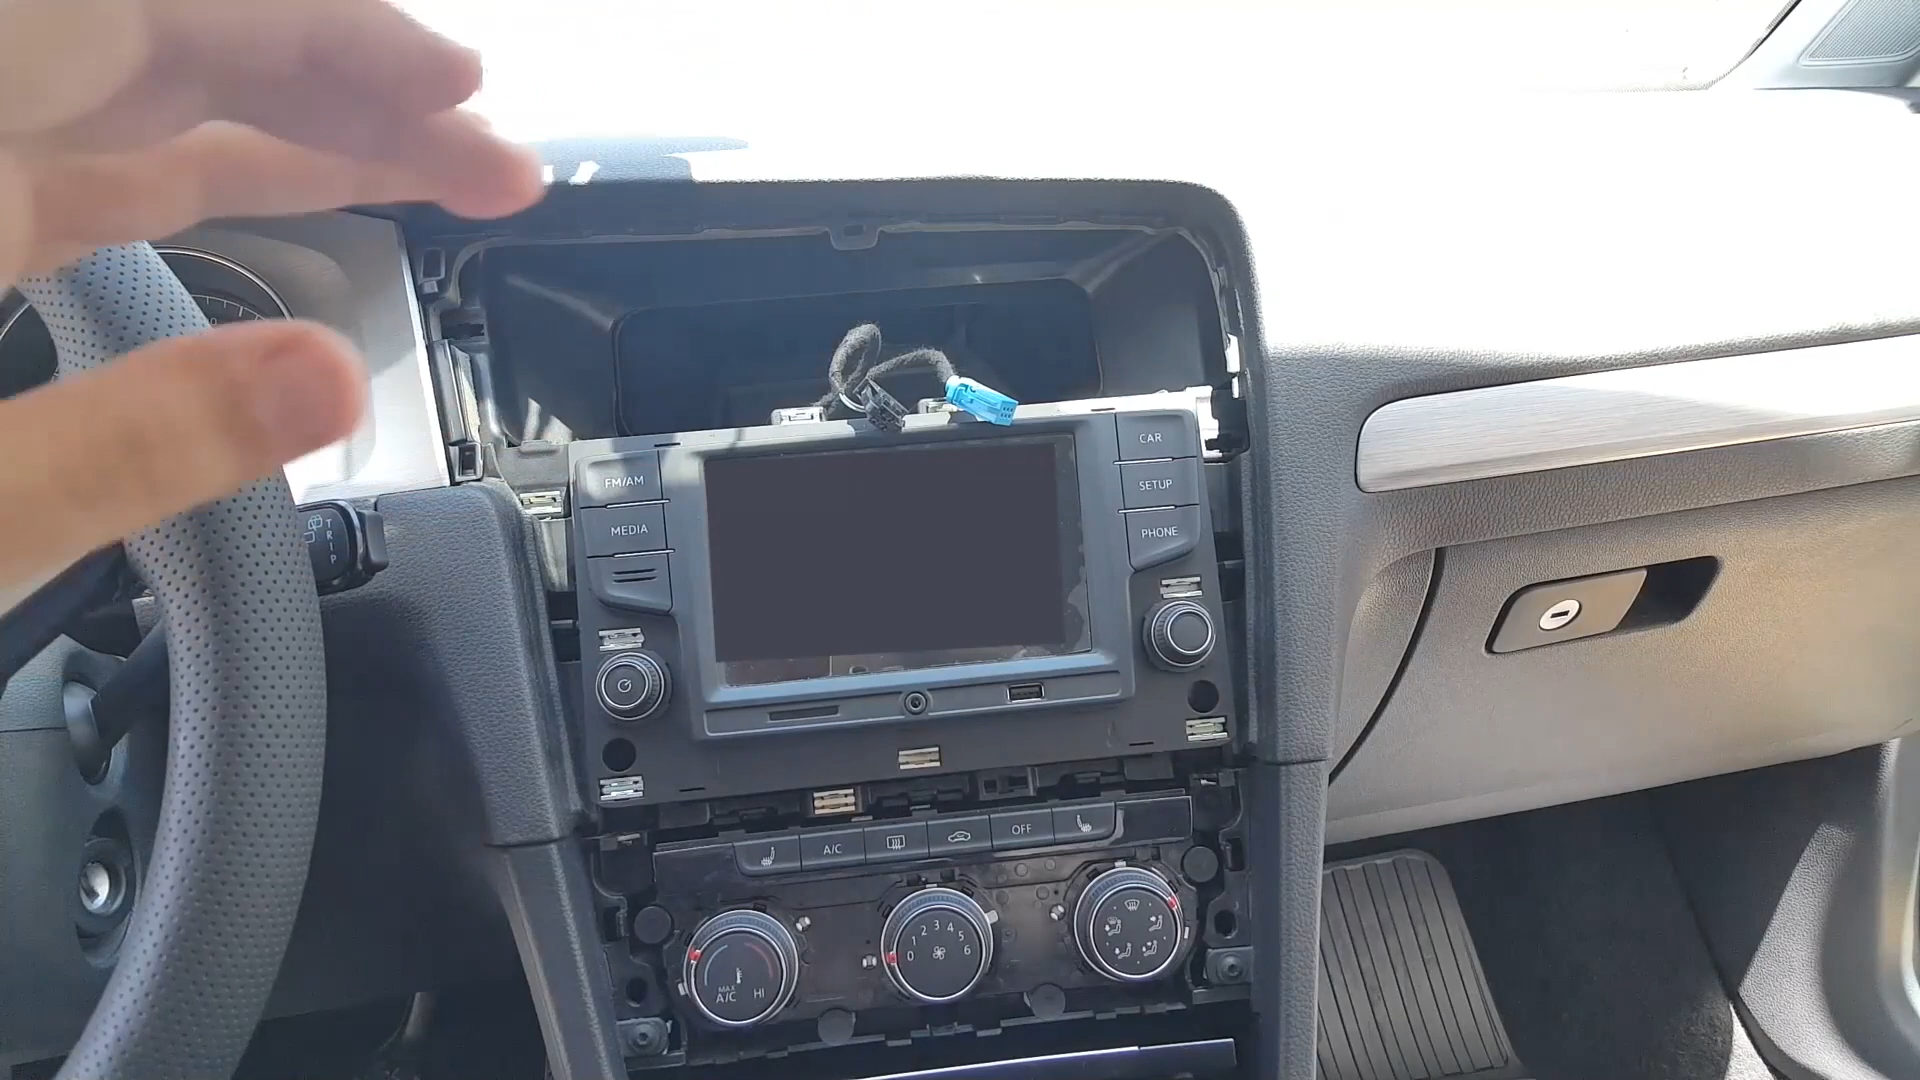 CAR
FM/AM
SETUP
MEDIA
PHONE
TRIP
A/C
OFF
0 1 2 3 4 5 6
MAX
A/C
HI